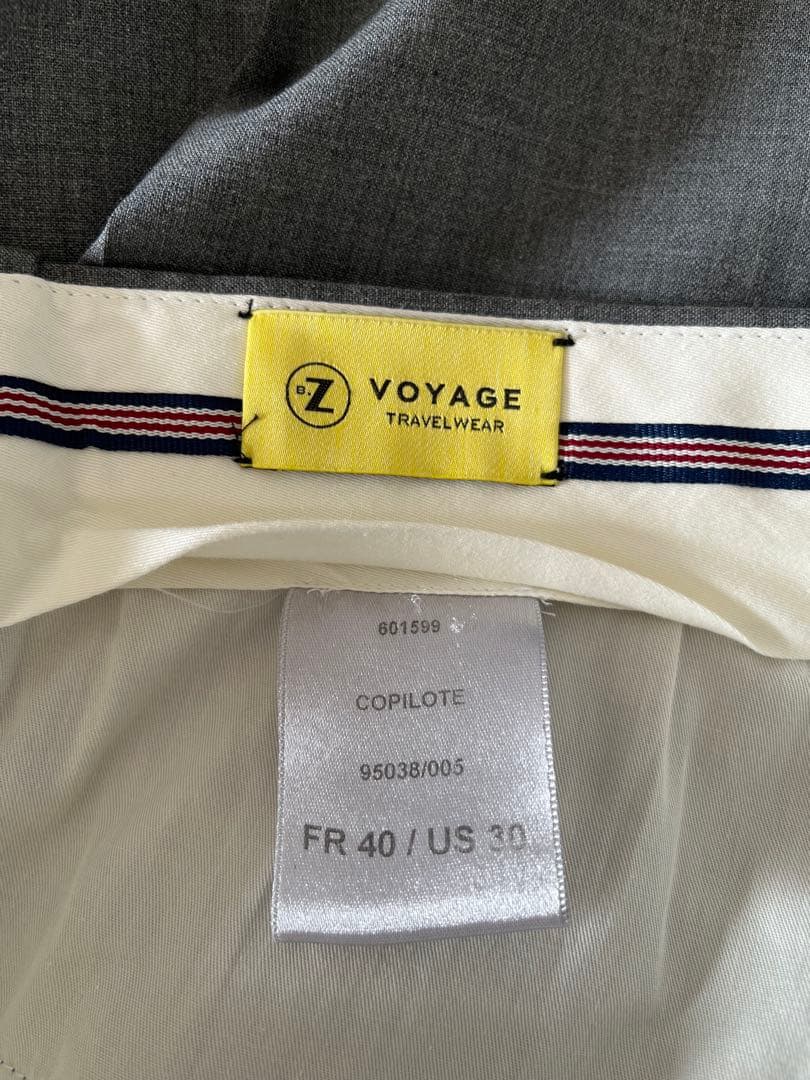 B.Z VOYAGE
TRAVELWEAR
601599
COPILOTE
95038/005
FR 40 / US 30